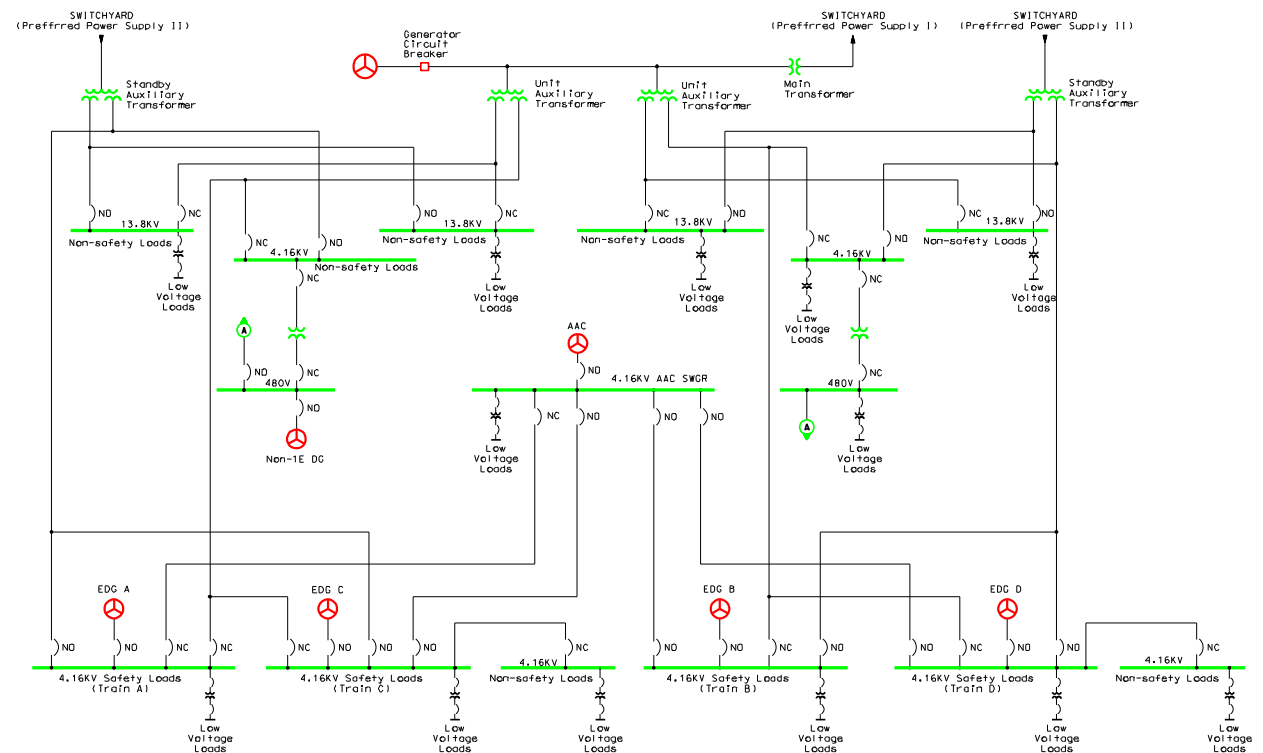 SWITCHYARD
(Preffrred Power Supply II)
SWITCHYARD
(Preffrred Power Supply I)
SWITCHYARD
(Preffrred Power Supply II)
Generator
Circuit
Breaker
Standby
Auxiliary
Transformer
Unit
Auxiliary
Transformer
Unit
Auxiliary
Transformer
Main
Transformer
Standby
Auxiliary
Transformer
NO
NC
NO
NC
NC
NO
NC
NO
13.8KV
13.8KV
13.8KV
13.8KV
Non-safety Loads
Non-safety Loads
Non-safety Loads
Non-safety Loads
NC
NO
NC
NO
4.16KV
4.16KV
Non-safety Loads
NC
NC
Low
Voltage
Loads
Low
Voltage
Loads
Low
Voltage
Loads
Low
Voltage
Loads
Low
Voltage
Loads
A
AAC
NO
NC
NO
NC
480V
4.16KV AAC SWGR
480V
NO
NC
NO
NO
NO
A
Non-1E DG
Low
Voltage
Loads
Low
Voltage
Loads
EDG A
EDG C
EDG B
EDG D
NO
NO
NC
NC
NC
NO
NO
NO
NC
NO
NO
NC
NO
NO
NC
NO
NO
NC
4.16KV
4.16KV
4.16KV Safety Loads
(Train A)
4.16KV Safety Loads
(Train C)
Non-safety Loads
4.16KV Safety Loads
(Train B)
4.16KV Safety Loads
(Train D)
Non-safety Loads
Low
Voltage
Loads
Low
Voltage
Loads
Low
Voltage
Loads
Low
Voltage
Loads
Low
Voltage
Loads
Low
Voltage
Loads